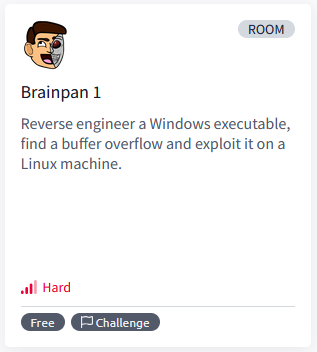 ROOM
Brainpan 1
Reverse engineer a Windows executable,
find a buffer overflow and exploit it on a
Linux machine.
Hard
Free
Challenge